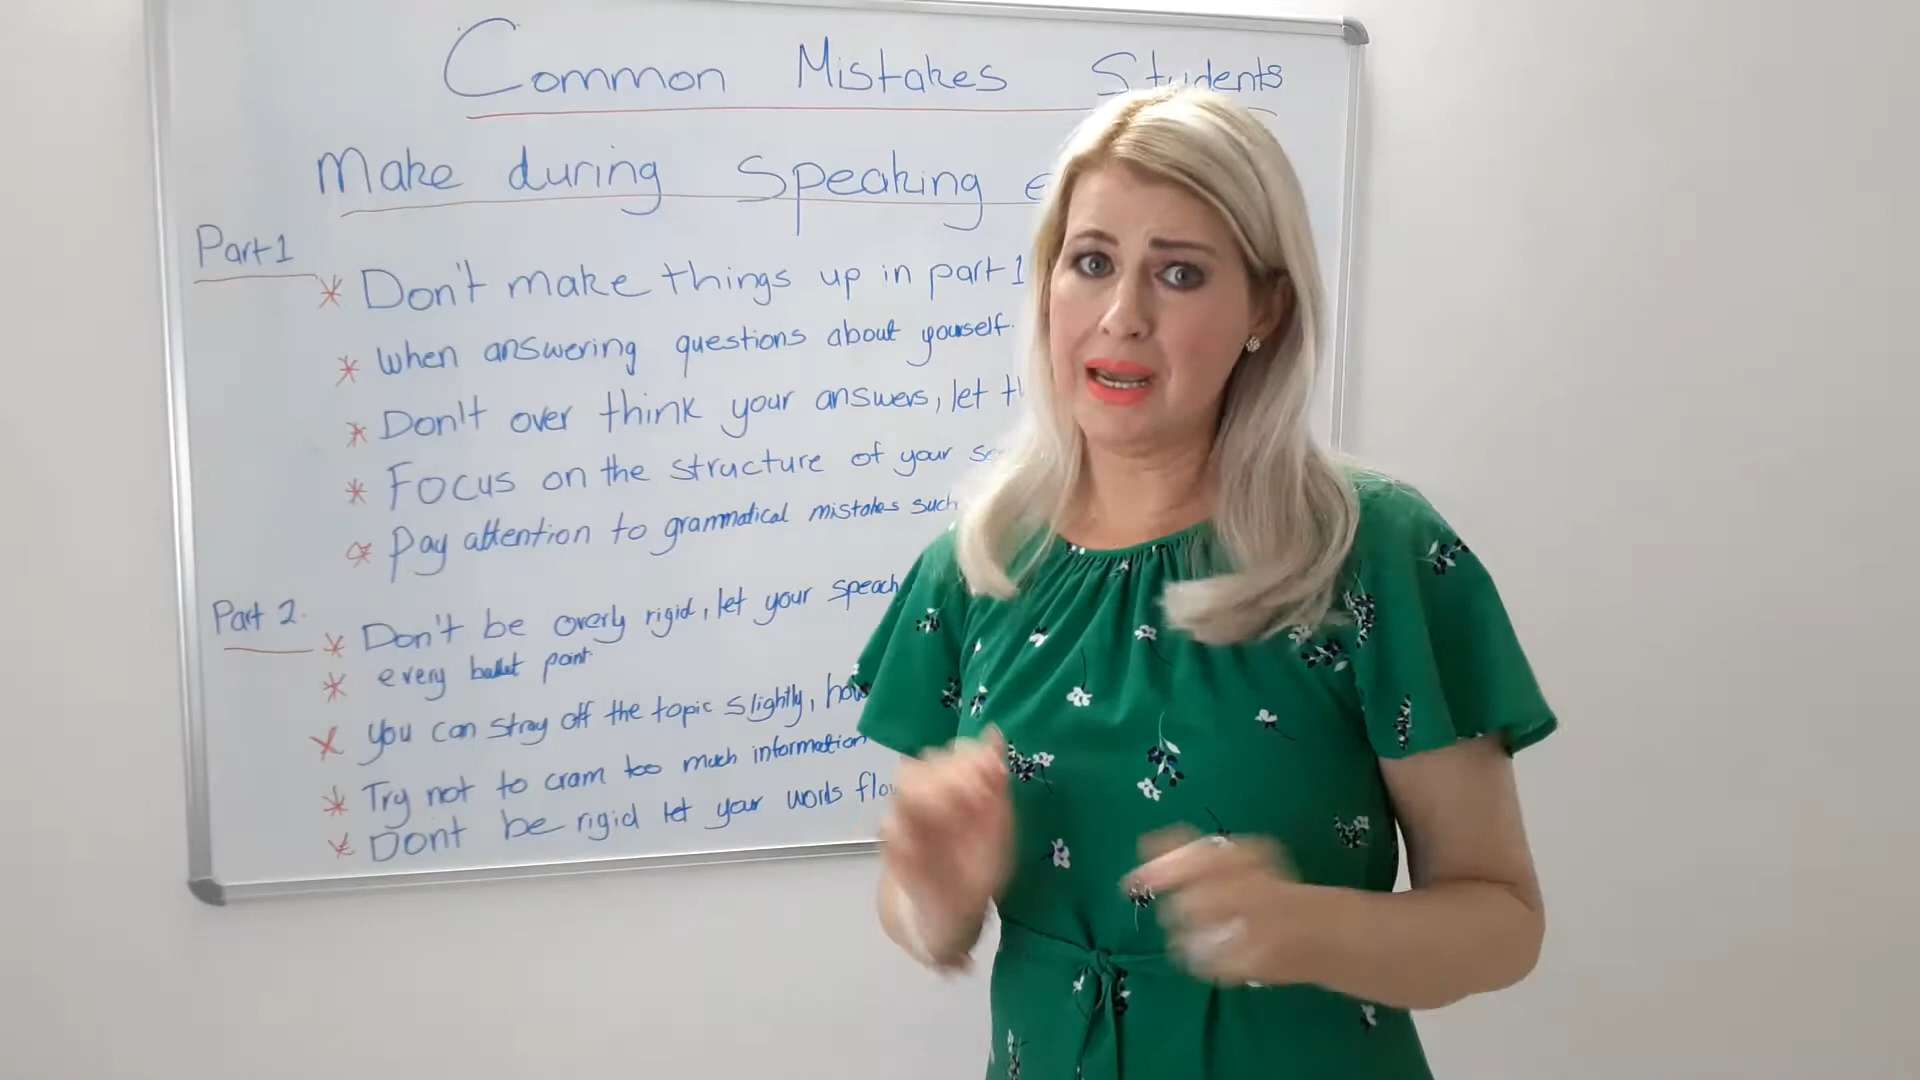 Common Mistakes Students
Make during Speaking
Part 1
* Don't make things up in part 1
* When answering questions about yourself.
* Don't over think your answers, let
* Focus on the structure of your
* Pay attention to grammatical mistakes such
Part 2.
* Don't be overly rigid, let your speach
* every bullet point.
* You can stray off the topic slightly,
* Try not to cram too much information
* Dont be rigid let your words